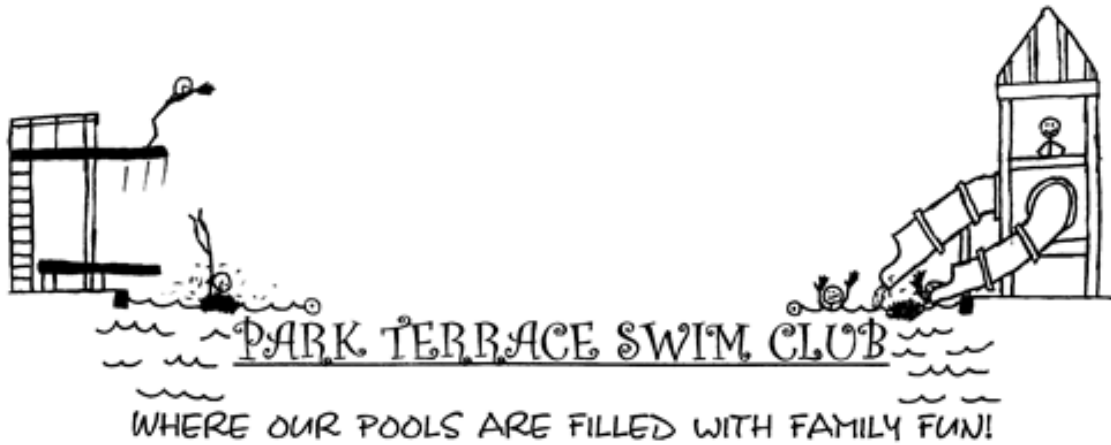 PARK TERRACE SWIM CLUB
WHERE OUR POOLS ARE FILLED WITH FAMILY FUN!